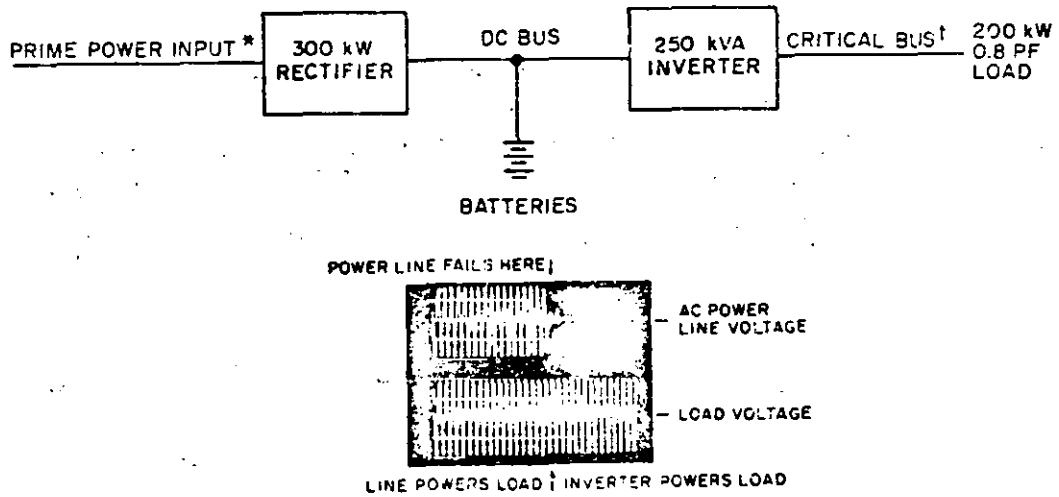 PRIME POWER INPUT *
300 kW
RECTIFIER
DC BUS
250 kVA
INVERTER
CRITICAL BUS†
200 kW
0.8 PF
LOAD
BATTERIES
POWER LINE FAILS HERE
AC POWER
LINE VOLTAGE
LOAD VOLTAGE
LINE POWERS LOAD INVERTER POWERS LOAD